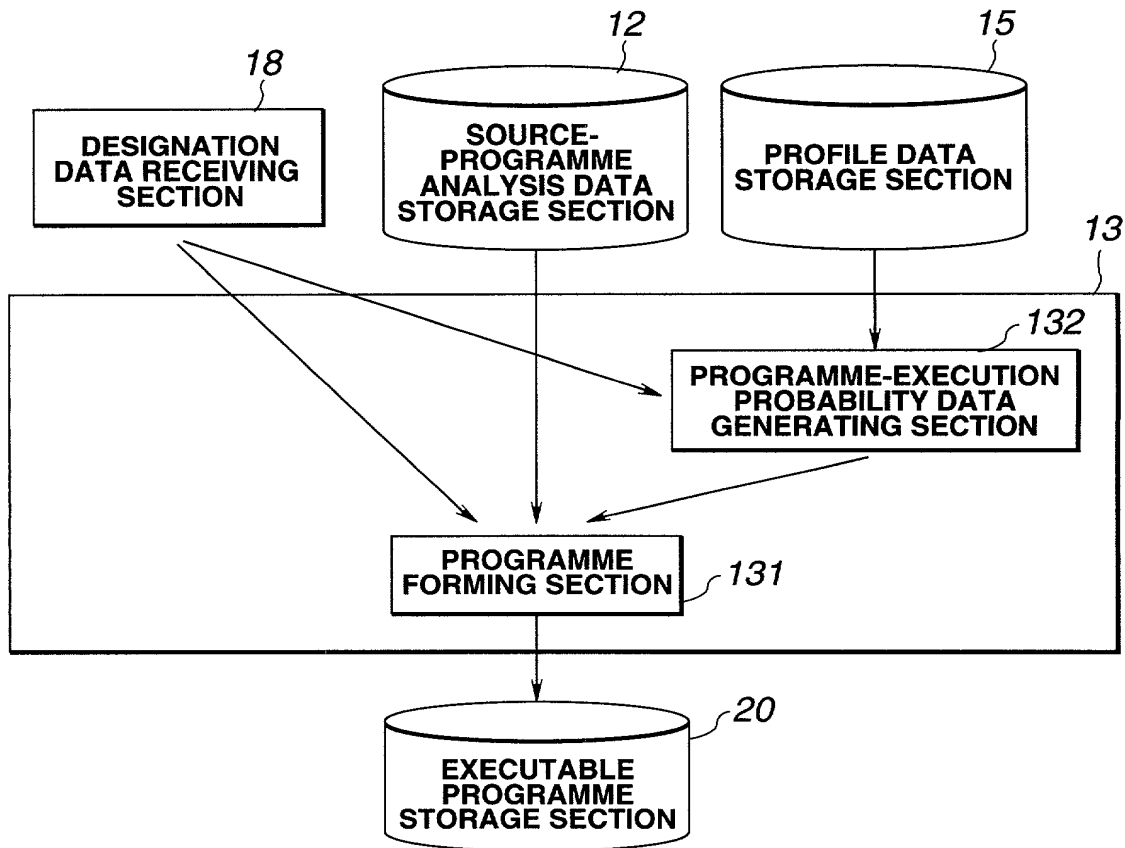 12
15
18
DESIGNATION
DATA RECEIVING
SECTION
SOURCE-
PROGRAMME
ANALYSIS DATA
STORAGE SECTION
PROFILE DATA
STORAGE SECTION
13
132
PROGRAMME-EXECUTION
PROBABILITY DATA
GENERATING SECTION
PROGRAMME
FORMING SECTION
131
20
EXECUTABLE
PROGRAMME
STORAGE SECTION